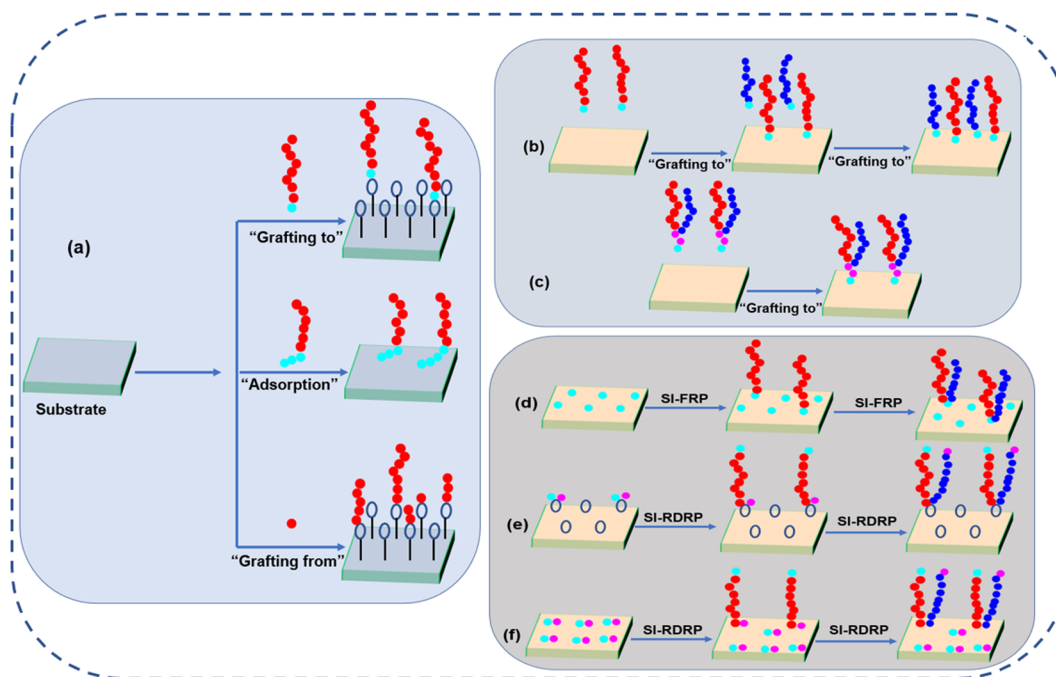 (a)
Substrate
“Grafting to”
“Adsorption”
“Grafting from”
(b)
“Grafting to”
“Grafting to”
(c)
“Grafting to”
(d)
SI-FRP
SI-FRP
(e)
SI-RDRP
SI-RDRP
(f)
SI-RDRP
SI-RDRP